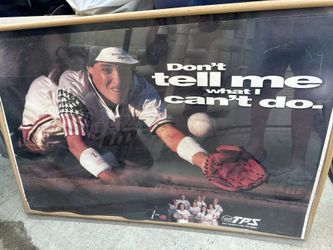 Don't
tell me
what I
can't do.
TPS